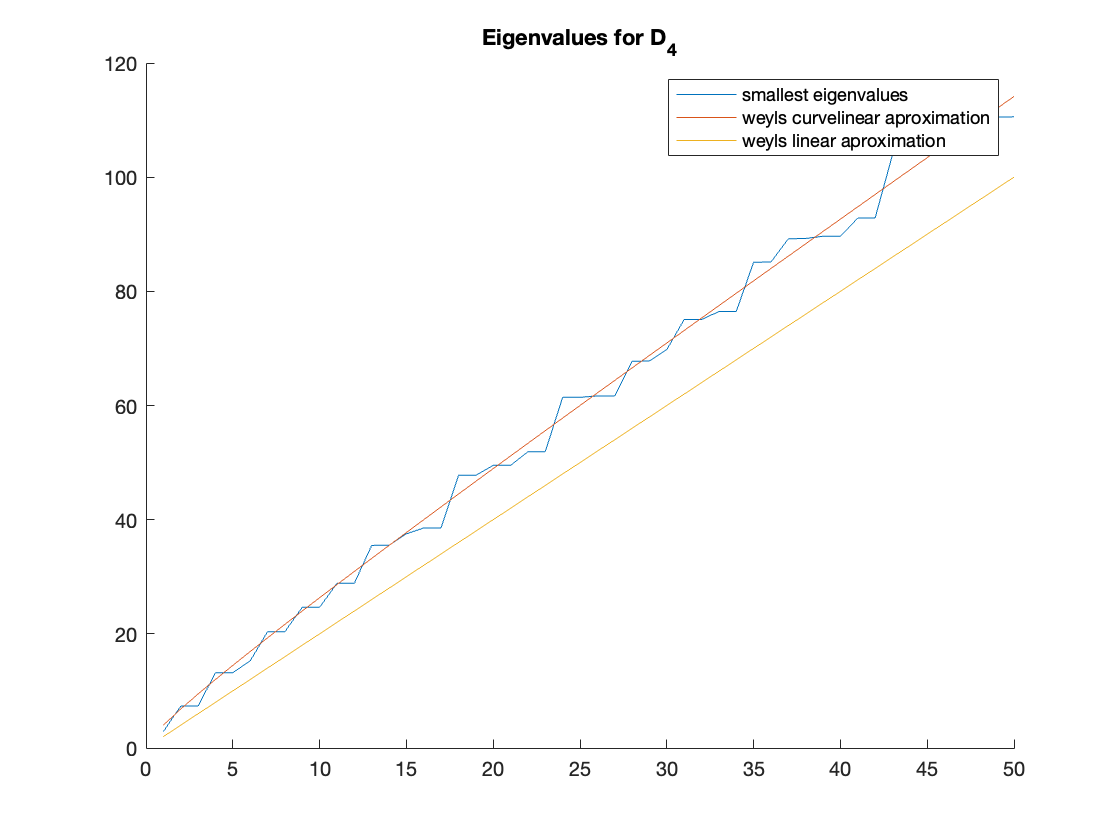 Eigenvalues for D4
smallest eigenvalues
weyls curvelinear aproximation
weyls linear aproximation
120
100
80
60
40
20
0
0 5 10 15 20 25 30 35 40 45 50